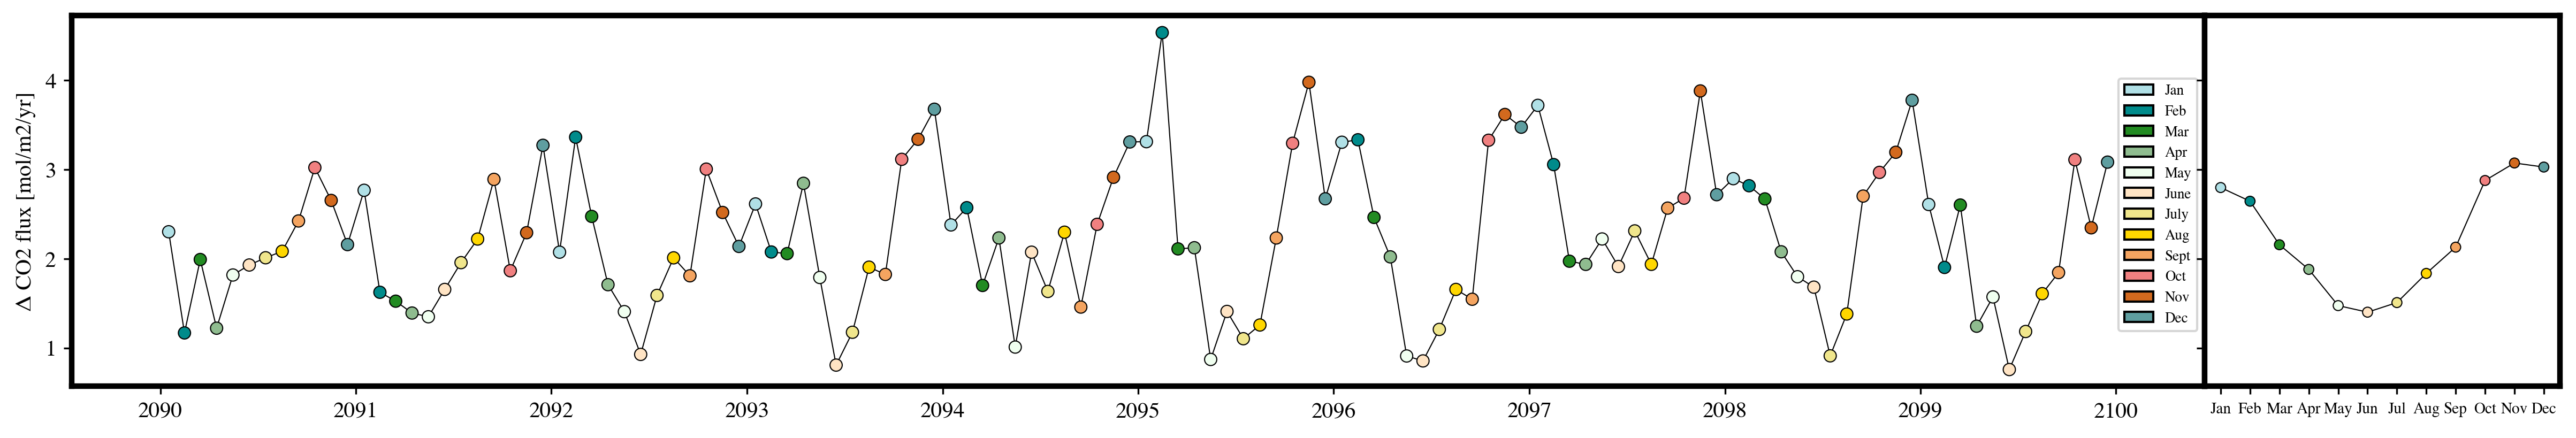 Δ CO2 flux [mol/m2/yr]
4
3
2
1
2090 2091 2092 2093 2094 2095 2096 2097 2098 2099 2100
Jan
Feb
Mar
Apr
May
June
July
Aug
Sept
Oct
Nov
Dec
Jan Feb Mar Apr May Jun Jul Aug Sep Oct Nov Dec